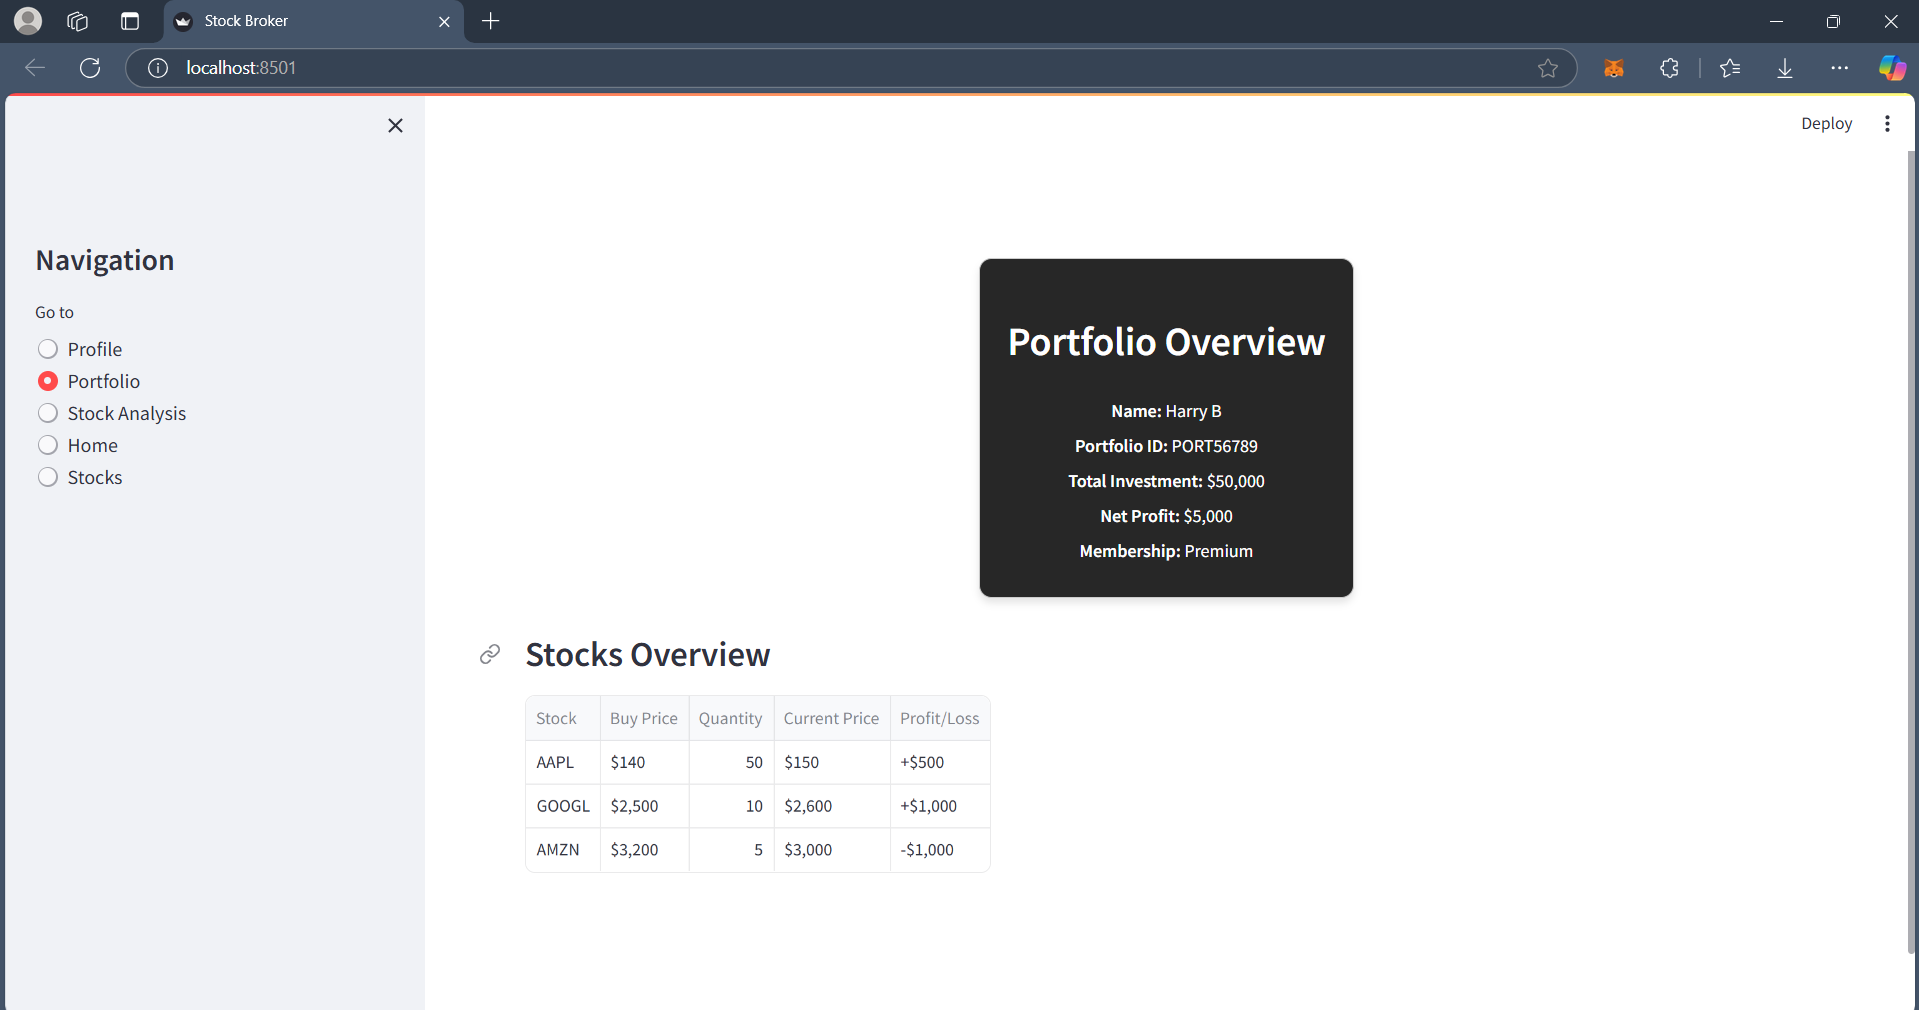 Stock Broker
localhost:8501
Deploy
Navigation
Go to
Profile
Portfolio
Stock Analysis
Home
Stocks
Portfolio Overview
Name: Harry B
Portfolio ID: PORT56789
Total Investment: $50,000
Net Profit: $5,000
Membership: Premium
Stocks Overview
Stock Buy Price Quantity Current Price Profit/Loss
AAPL $140 50 $150 +$500
GOOGL $2,500 10 $2,600 +$1,000
AMZN $3,200 5 $3,000 -$1,000